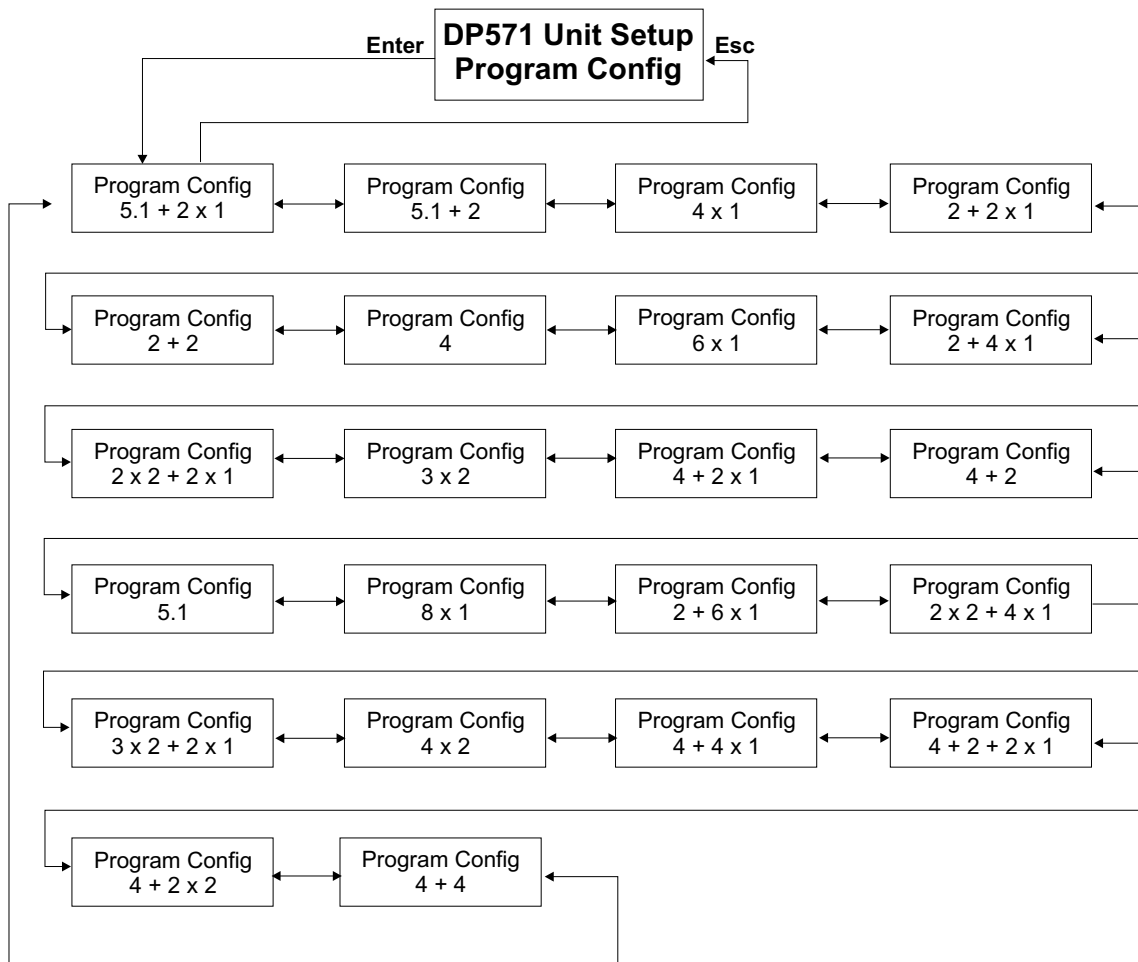 DP571 Unit Setup
Program Config
Enter
Esc
Program Config
5.1 + 2 x 1
Program Config
5.1 + 2
Program Config
4 x 1
Program Config
2 + 2 x 1
Program Config
2 + 2
Program Config
4
Program Config
6 x 1
Program Config
2 + 4 x 1
Program Config
2 x 2 + 2 x 1
Program Config
3 x 2
Program Config
4 + 2 x 1
Program Config
4 + 2
Program Config
5.1
Program Config
8 x 1
Program Config
2 + 6 x 1
Program Config
2 x 2 + 4 x 1
Program Config
3 x 2 + 2 x 1
Program Config
4 x 2
Program Config
4 + 4 x 1
Program Config
4 + 2 + 2 x 1
Program Config
4 + 2 x 2
Program Config
4 + 4